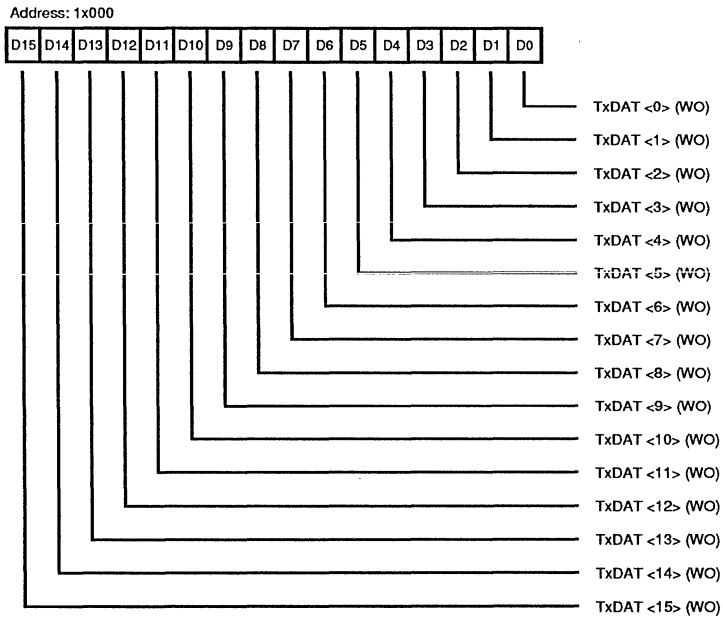 Address: 1x000
D15 D14 D13 D12 D11 D10 D9 D8 D7 D6 D5 D4 D3 D2 D1 D0
TxDAT <0> (WO)
TxDAT <1> (WO)
TxDAT <2> (WO)
TxDAT <3> (WO)
TxDAT <4> (WO)
TxDAT <5> (WO)
TxDAT <6> (WO)
TxDAT <7> (WO)
TxDAT <8> (WO)
TxDAT <9> (WO)
TxDAT <10> (WO)
TxDAT <11> (WO)
TxDAT <12> (WO)
TxDAT <13> (WO)
TxDAT <14> (WO)
TxDAT <15> (WO)